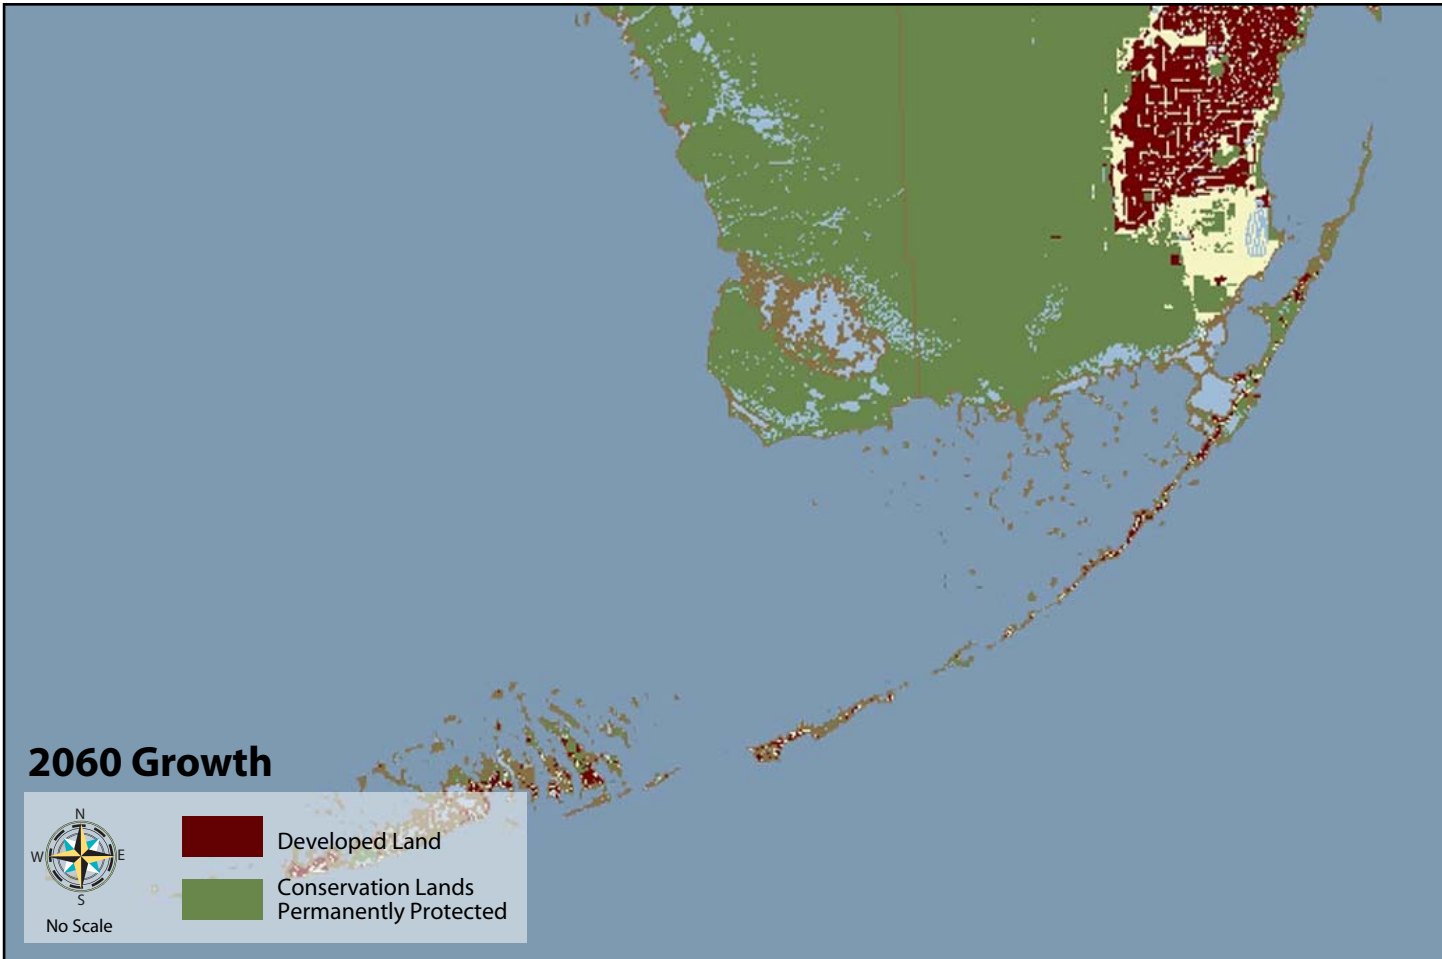 2060 Growth
N
W
E
S
No Scale
Developed Land
Conservation Lands
Permanently Protected